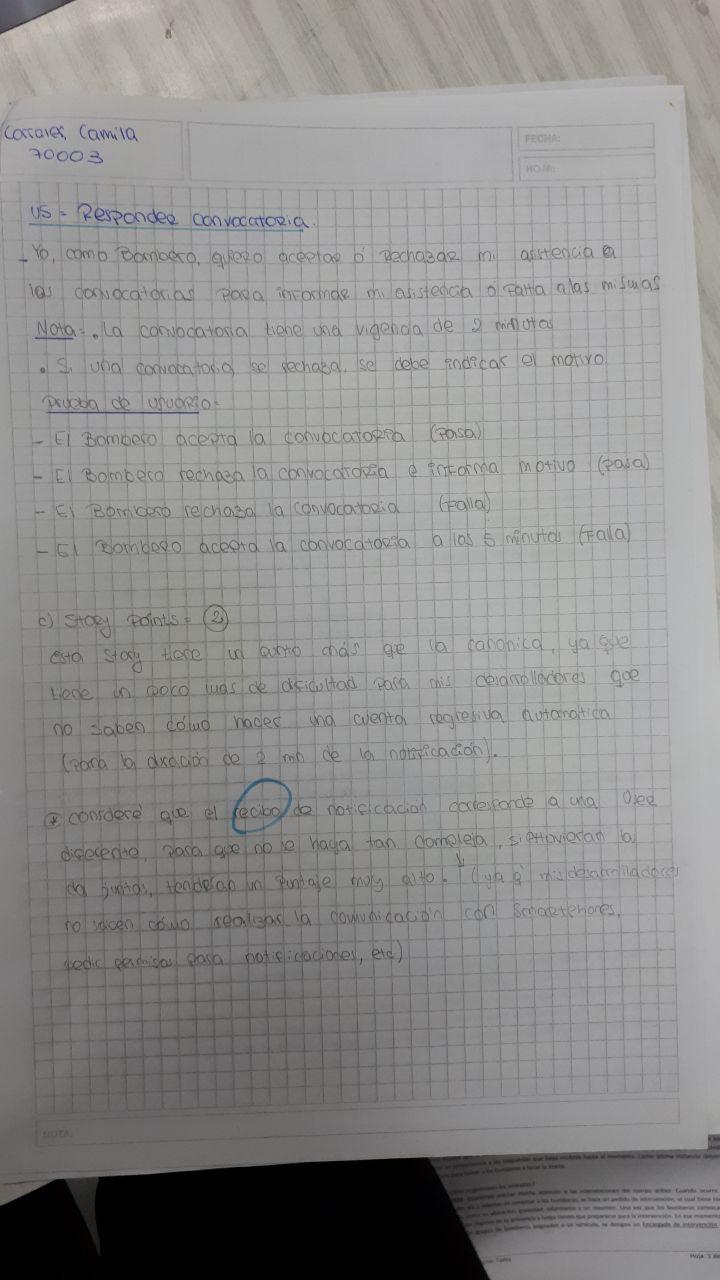 Corrales, Camila
70003
FECHA:
HOJA:
US = Responder convocatoria.
- Yo, como Bombero, quiero aceptar ó rechazar mi asistencia a
las convocatorias para informar mi asistencia o falta a las mismas
Nota = . La convocatoria tiene una vigencia de 2 minutos
. Si una convocatoria se rechaza, se debe indicar el motivo
Prueba de usuario:
- El Bombero acepta la convocatoria (Pasa)
- El Bombero rechaza la convocatoria e informa motivo (pasa)
- El Bombero rechaza la convocatoria (Falla)
- El Bombero acepta la convocatoria a los 5 minutos (Falla)
c) Story Points = 2
esta story tiene un punto más que la canonica, ya que
tiene un poco mas de dificultad para mis desarrolladores que
no saben cómo hacer una cuenta regresiva automatica
(para la duración de 2 min de la notificación).
* consideré que el recibo de notificación corresponde a una User
diferente, para que no se haga tan compleja, si estuvieran la
juntas, tendrían un puntaje muy alto. (ya q' mis desarrolladores
no saben cómo realizar la comunicación con Smartphones,
pedir permisos para notificaciones, etc)
NOTA: